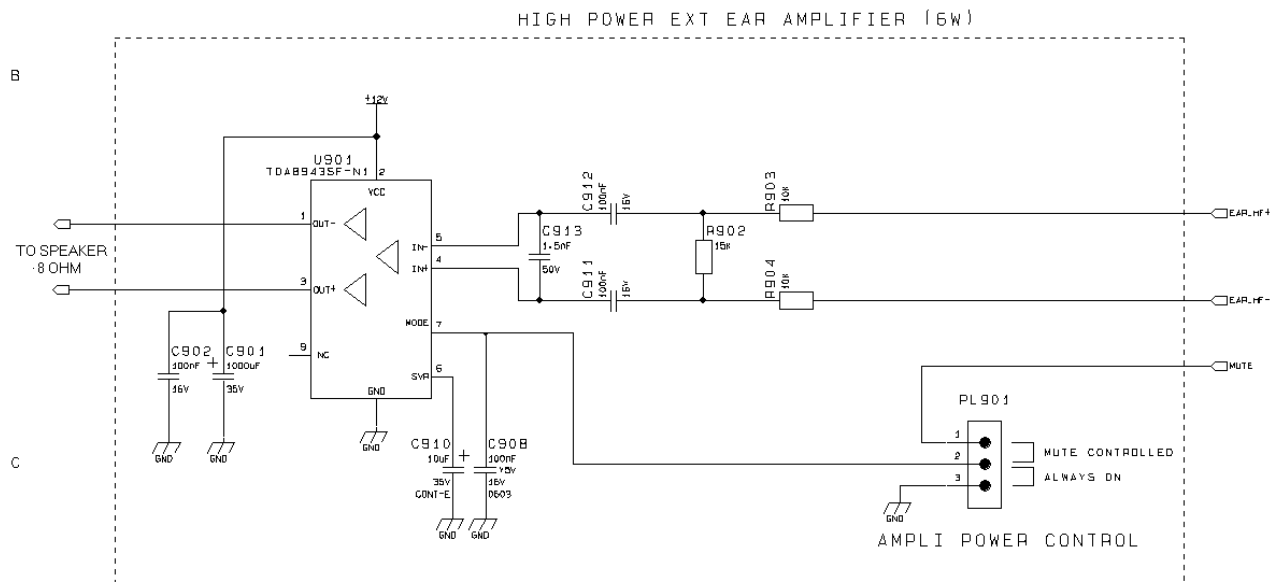 HIGH POWER EXT EAR AMPLIFIER (6W)
B
+12V
U901
TDA8943SF-N1
2
VCC
1
OUT-
TO SPEAKER
8 OHM
3
OUT+
5
IN-
4
IN+
MODE
7
9
NC
6
SVR
GND
GND
C912
100nF
16V
C913
1.5nF
50V
C911
100nF
16V
R902
15K
R903
10K
R904
10K
EAR_HF+
EAR_HF-
MUTE
C902
100nF
16V
GND
C901
+
1000uF
35V
GND
C910
10uF
+
35V
CONT-E
GND
C908
100nF
Y5V
16V
0603
GND
C
PL901
1
2
3
MUTE CONTROLLED
ALWAYS ON
GND
AMPLI POWER CONTROL